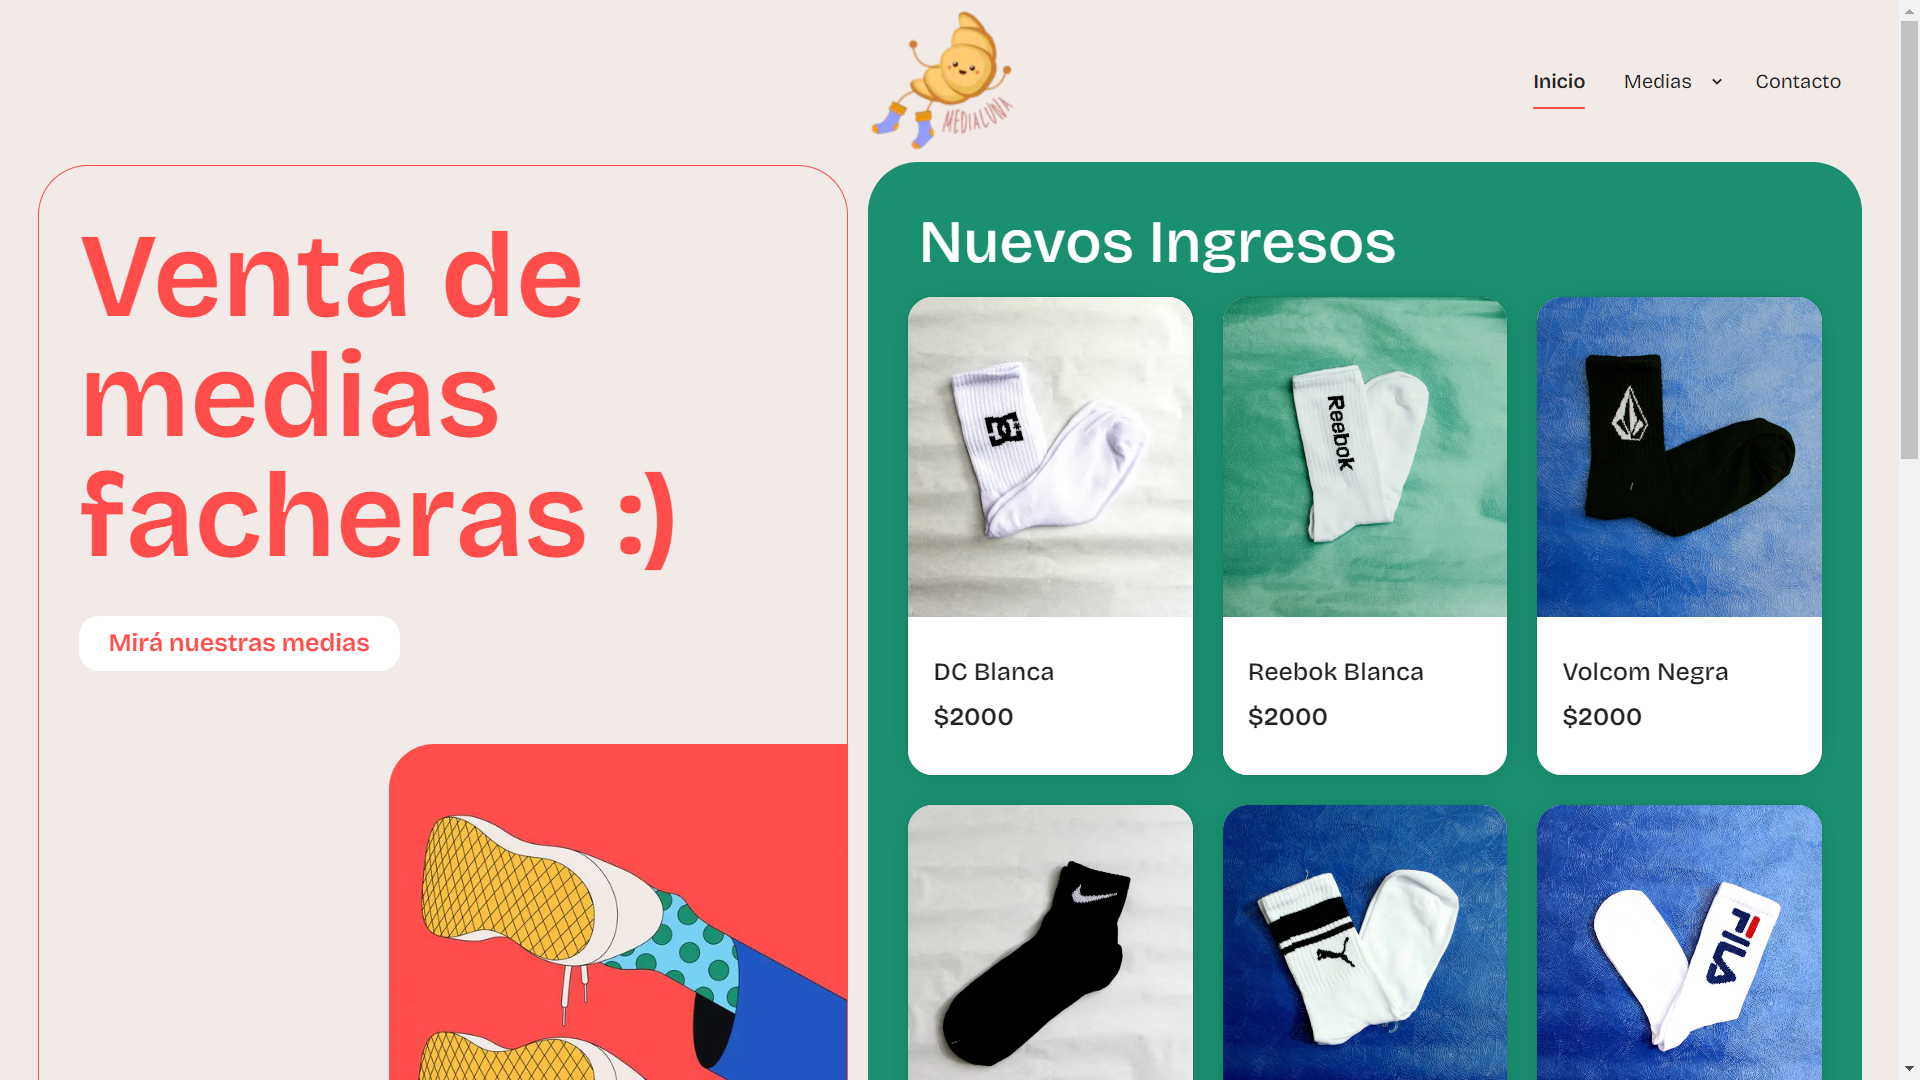 MEDIALUNA
Inicio
Medias
Contacto
Venta de
medias
facheras :)
Mirá nuestras medias
Nuevos Ingresos
DC
Reebok
DC Blanca
$2000
Reebok Blanca
$2000
Volcom Negra
$2000
FILA